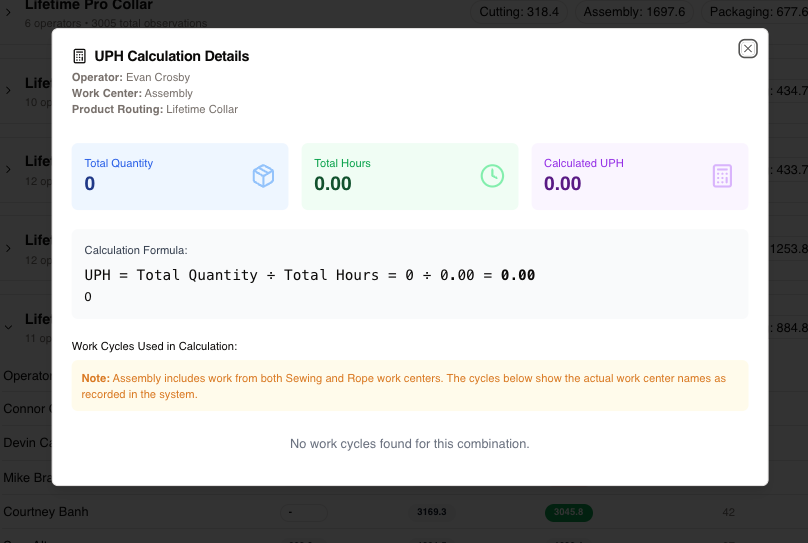 Lifetime Pro Collar
6 operators • 3005 total observations
Cutting: 318.4
Assembly: 1697.6
Packaging: 677.6
UPH Calculation Details
Operator: Evan Crosby
Work Center: Assembly
Product Routing: Lifetime Collar
Total Quantity
0
Total Hours
0.00
Calculated UPH
0.00
Calculation Formula:
UPH = Total Quantity ÷ Total Hours = 0 ÷ 0.00 = 0.00
0
Work Cycles Used in Calculation:
Note: Assembly includes work from both Sewing and Rope work centers. The cycles below show the actual work center names as
recorded in the system.
No work cycles found for this combination.
Life
10 op
: 434.7
Life
12 op
: 433.7
Life
12 op
1253.8
Life
11 op
: 884.8
Operato
Connor
Devin Ca
Mike Bra
Courtney Banh
-
3169.3
3045.8
42